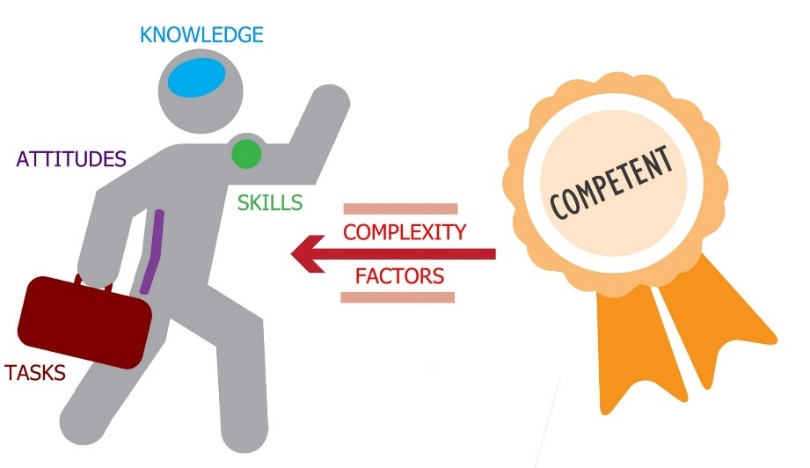 KNOWLEDGE
ATTITUDES
SKILLS
COMPLEXITY
FACTORS
COMPETENT
TASKS